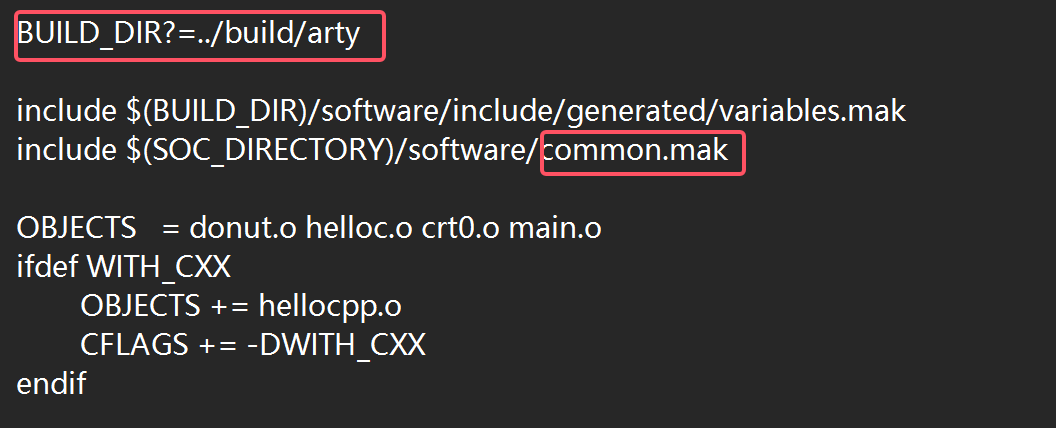 BUILD_DIR?=../build/arty
include $(BUILD_DIR)/software/include/generated/variables.mak
include $(SOC_DIRECTORY)/software/common.mak
OBJECTS   = donut.o helloc.o crt0.o main.o
ifdef WITH_CXX
        OBJECTS += hellocpp.o
        CFLAGS += -DWITH_CXX
endif